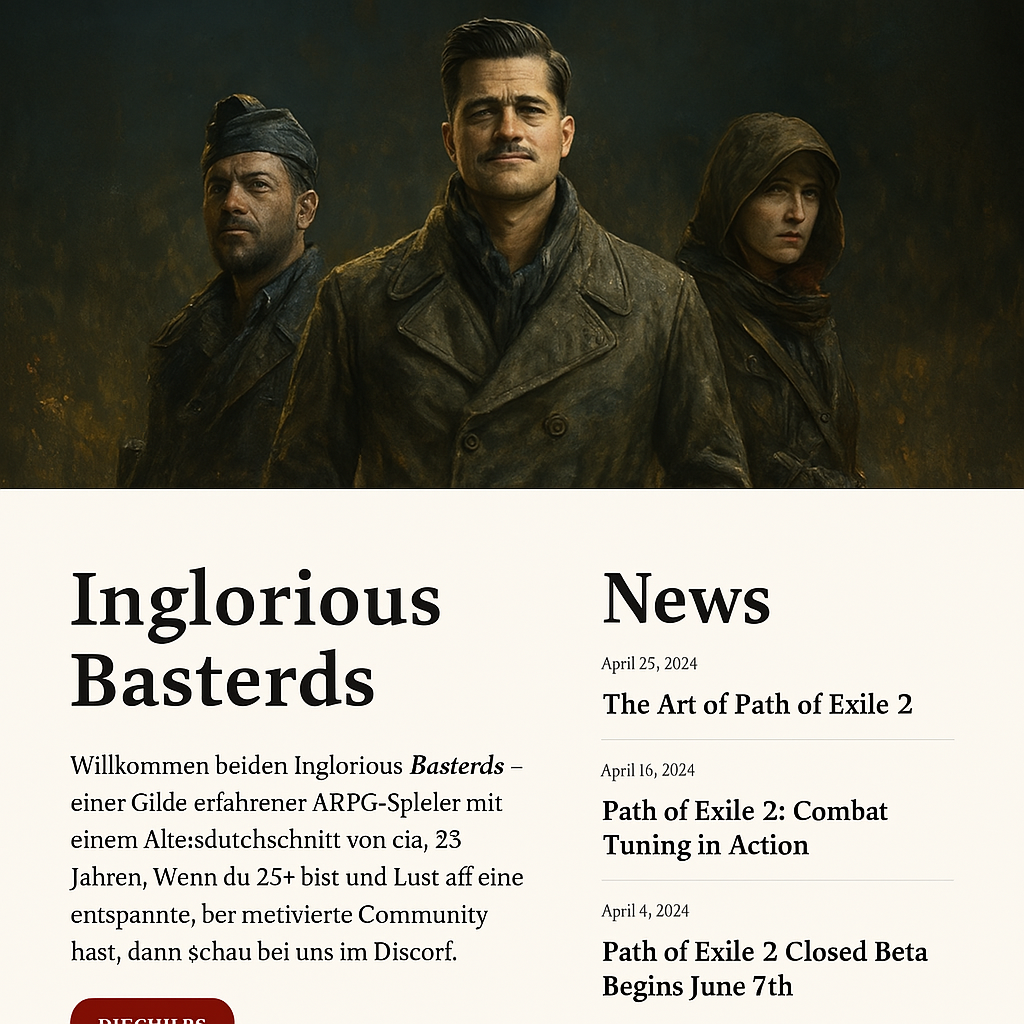 Inglorious
Basterds
Willkommen beiden Inglorious Basterds –
einer Gilde erfahrener ARPG-Spleler mit
einem Alte:sdutchschnitt von cia, 23
Jahren, Wenn du 25+ bist und Lust aff eine
entspannte, ber metivierte Community
hast, dann $chau bei uns im Discorf.
News
April 25, 2024
The Art of Path of Exile 2
April 16, 2024
Path of Exile 2: Combat
Tuning in Action
April 4, 2024
Path of Exile 2 Closed Beta
Begins June 7th